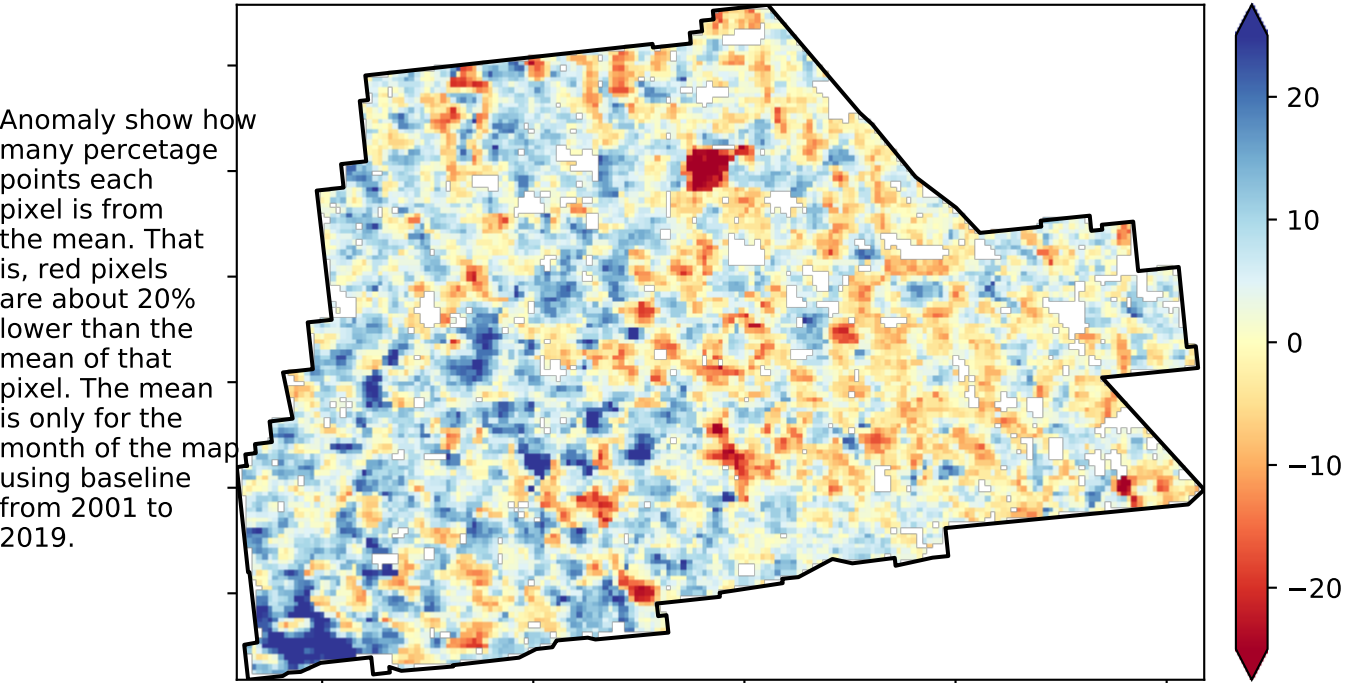 Anomaly show how
many percetage
points each
pixel is from
the mean. That
is, red pixels
are about 20%
lower than the
mean of that
pixel. The mean
is only for the
month of the map
using baseline
from 2001 to
2019.
20
10
0
−10
−20